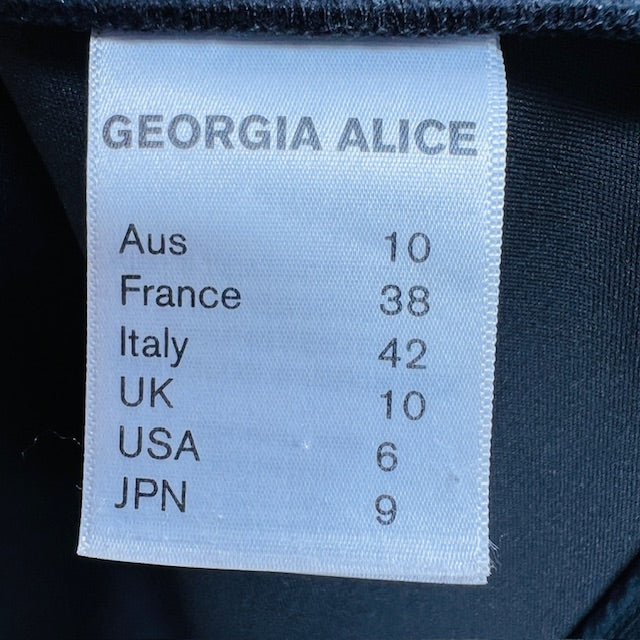 GEORGIA ALICE
Aus 10
France 38
Italy 42
UK 10
USA 6
JPN 9